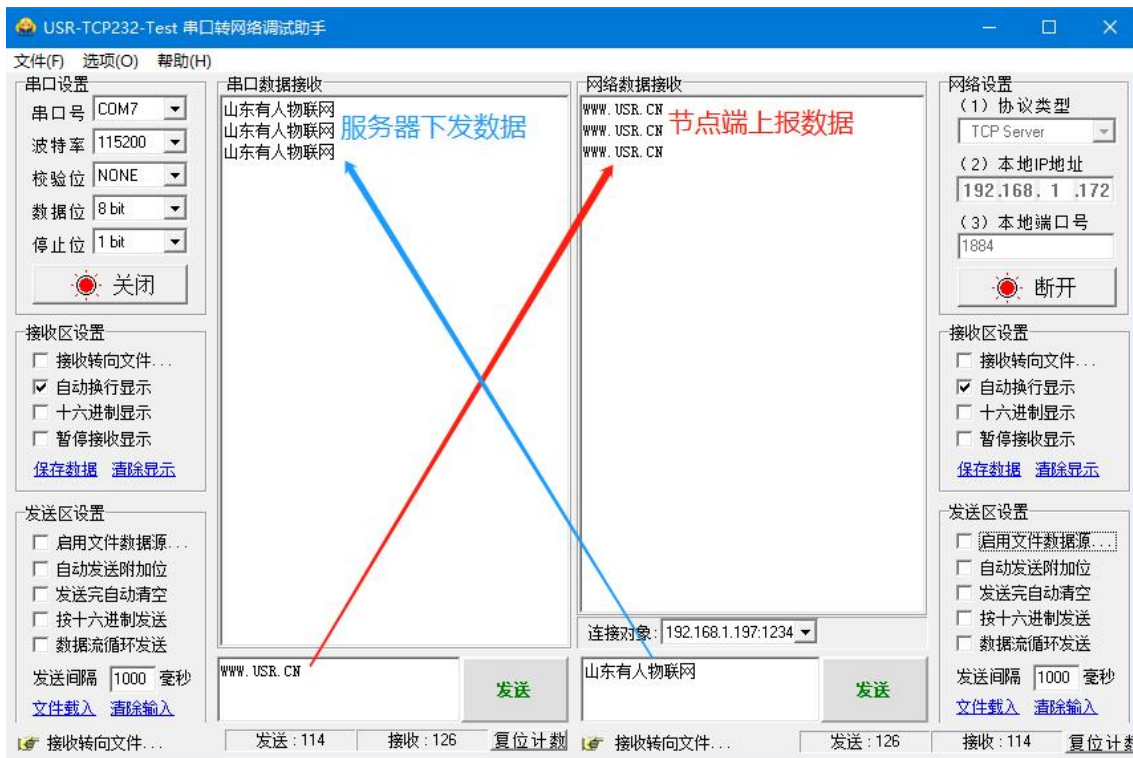 USR-TCP232-Test 串口转网络调试助手
文件(F) 选项(O) 帮助(H)
串口设置
串口号 COM7
波特率 115200
校验位 NONE
数据位 8 bit
停止位 1 bit
关闭
接收区设置
接收转向文件...
自动换行显示
十六进制显示
暂停接收显示
保存数据 清除显示
发送区设置
启用文件数据源...
自动发送附加位
发送完自动清空
按十六进制发送
数据流循环发送
发送间隔 1000 毫秒
文件载入 清除输入
串口数据接收
山东有人物联网
山东有人物联网
山东有人物联网
服务器下发数据
WWW.USR.CN
发送
网络数据接收
WWW.USR.CN
WWW.USR.CN
WWW.USR.CN
节点端上报数据
连接对象: 192.168.1.197:1234
山东有人物联网
发送
网络设置
(1) 协议类型
TCP Server
(2) 本地IP地址
192.168. 1 .172
(3) 本地端口号
1884
断开
接收区设置
接收转向文件...
自动换行显示
十六进制显示
暂停接收显示
保存数据 清除显示
发送区设置
启用文件数据源...
自动发送附加位
发送完自动清空
按十六进制发送
数据流循环发送
发送间隔 1000 毫秒
文件载入 清除输入
接收转向文件... 发送:114 接收:126 复位计数
接收转向文件... 发送:126 接收:114 复位计数